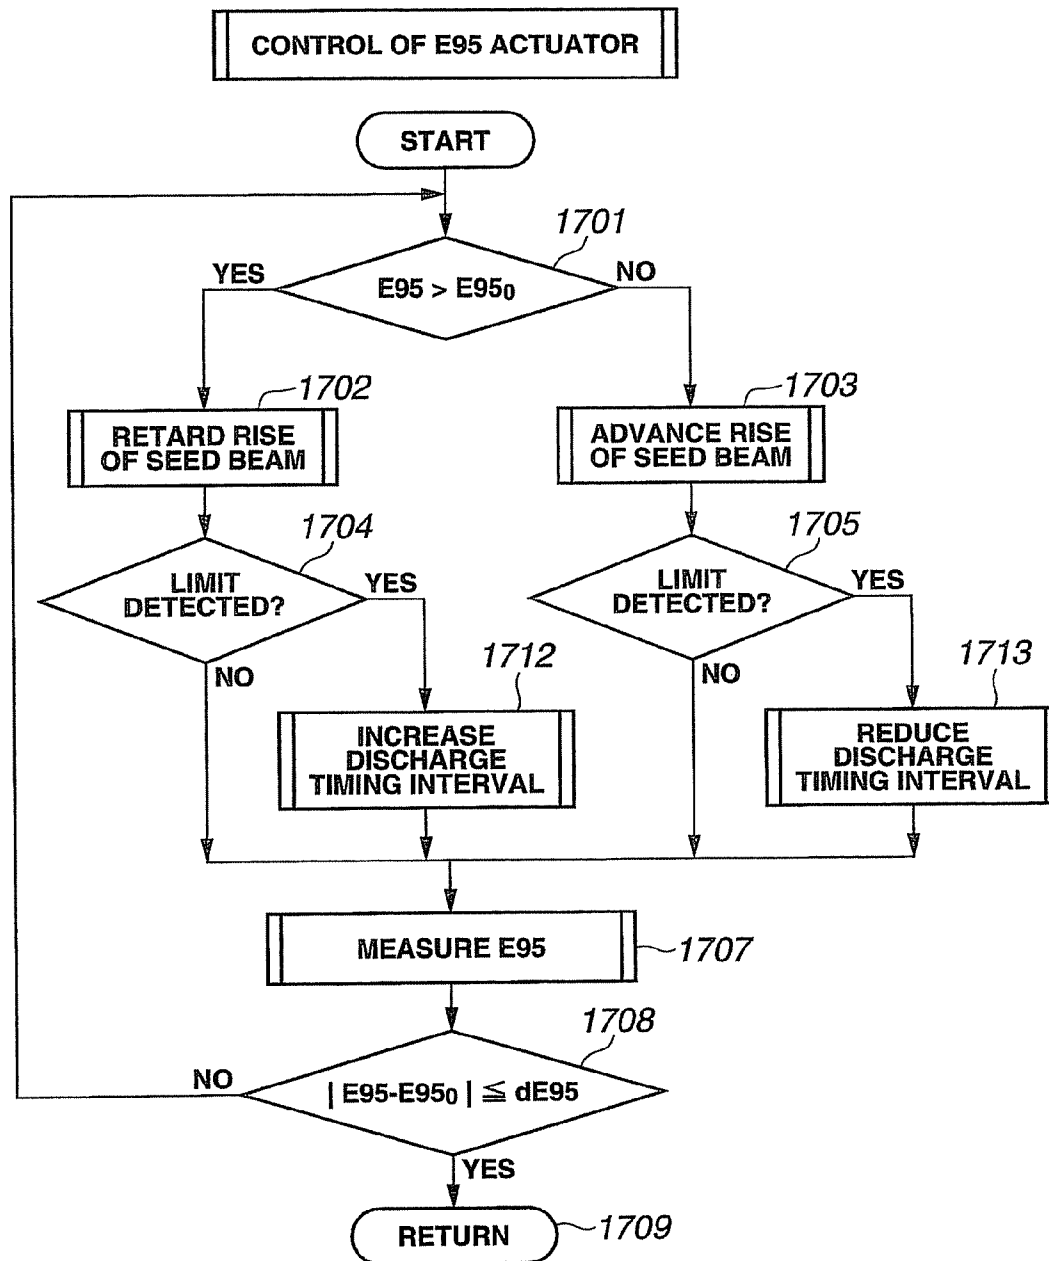 CONTROL OF E95 ACTUATOR
START
1701
YES
E95 > E95₀
NO
1702
1703
RETARD RISE
OF SEED BEAM
ADVANCE RISE
OF SEED BEAM
1704
1705
LIMIT
DETECTED?
YES
LIMIT
DETECTED?
YES
NO
1712
NO
1713
INCREASE
DISCHARGE
TIMING INTERVAL
REDUCE
DISCHARGE
TIMING INTERVAL
MEASURE E95
1707
1708
NO
| E95-E95₀ | ≦ dE95
YES
RETURN
1709